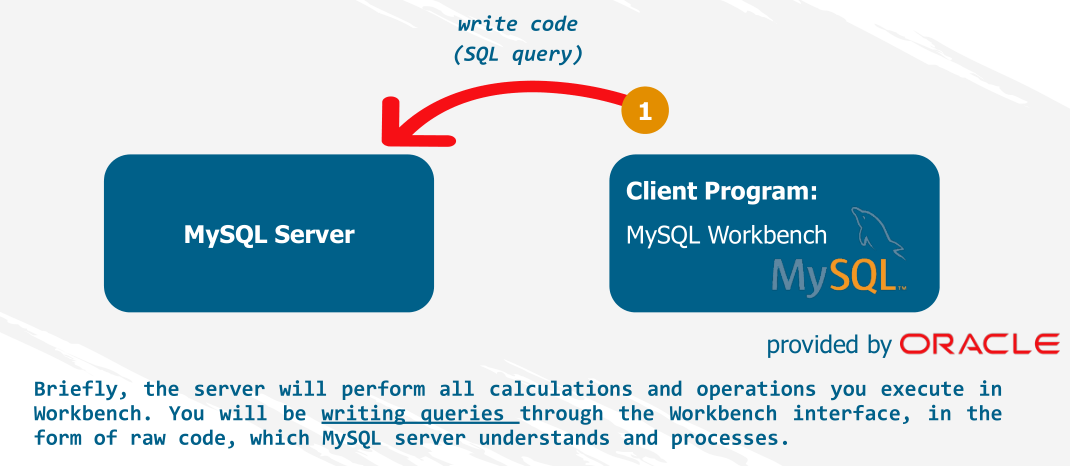 write code
(SQL query)
1
MySQL Server
Client Program:
MySQL Workbench
MySQL™
provided by ORACLE
Briefly, the server will perform all calculations and operations you execute in
Workbench. You will be writing queries through the Workbench interface, in the
form of raw code, which MySQL server understands and processes.